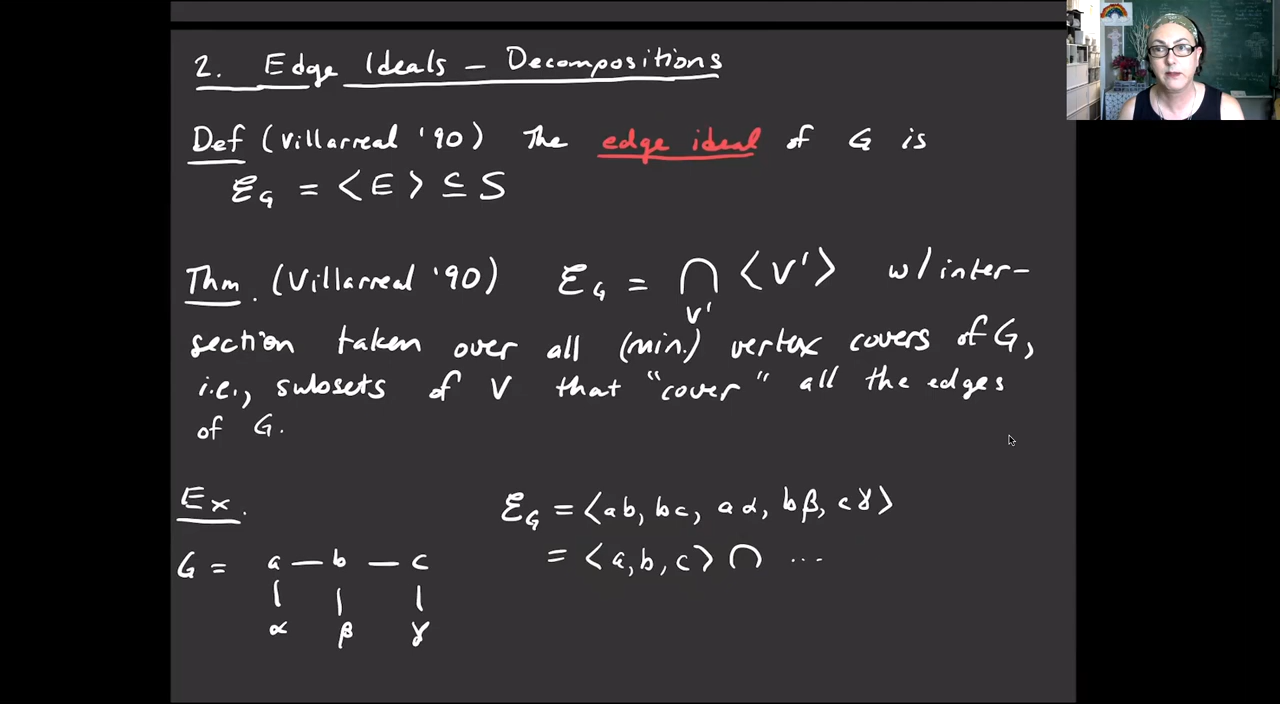 2. Edge Ideals – Decompositions
Def (Villarreal '90) The edge ideal of G is
ℰ_G = ⟨E⟩ ⊆ S
Thm. (Villarreal '90) ℰ_G = ⋂_{V'} ⟨V'⟩ w/ inter-
section taken over all (min.) vertex covers of G,
i.e., subsets of V that "cover" all the edges
of G.
Ex.
ℰ_G = ⟨ab, bc, aα, bβ, cγ⟩
= ⟨a, b, c⟩ ∩ ...
G = a — b — c
α β γ